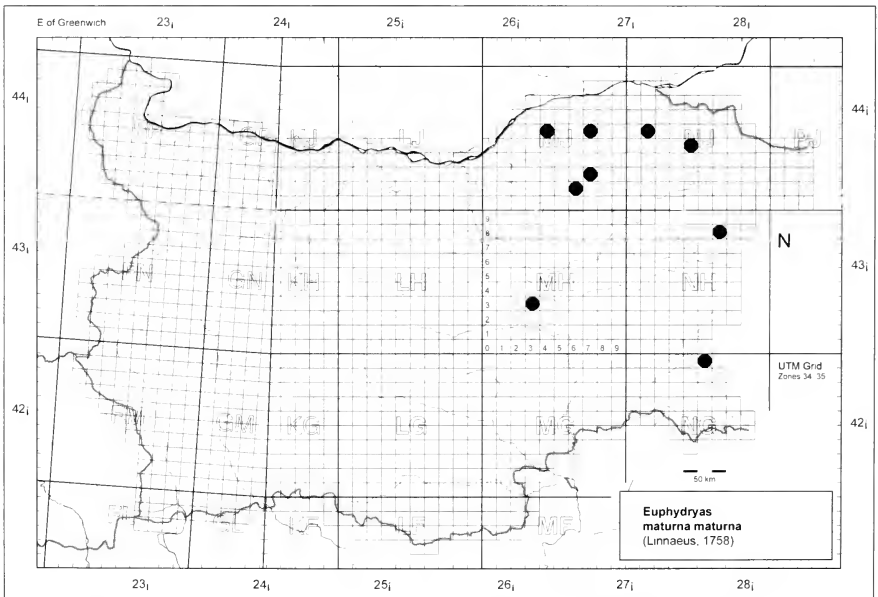 E of Greenwich
23¡ 24¡ 25¡ 26¡ 27¡ 28¡
44¡ 44¡
43¡ 43¡
42¡ 42¡
N
GN KH LH MH NH
GM KG LG MG NG
MF
9
8
7
6
5
4
3
2
1
0 1 2 3 4 5 6 7 8 9
UTM Grid
Zones 34 35
50 km
Euphydryas
maturna maturna
(Linnaeus, 1758)
23¡ 24¡ 25¡ 26¡ 27¡ 28¡